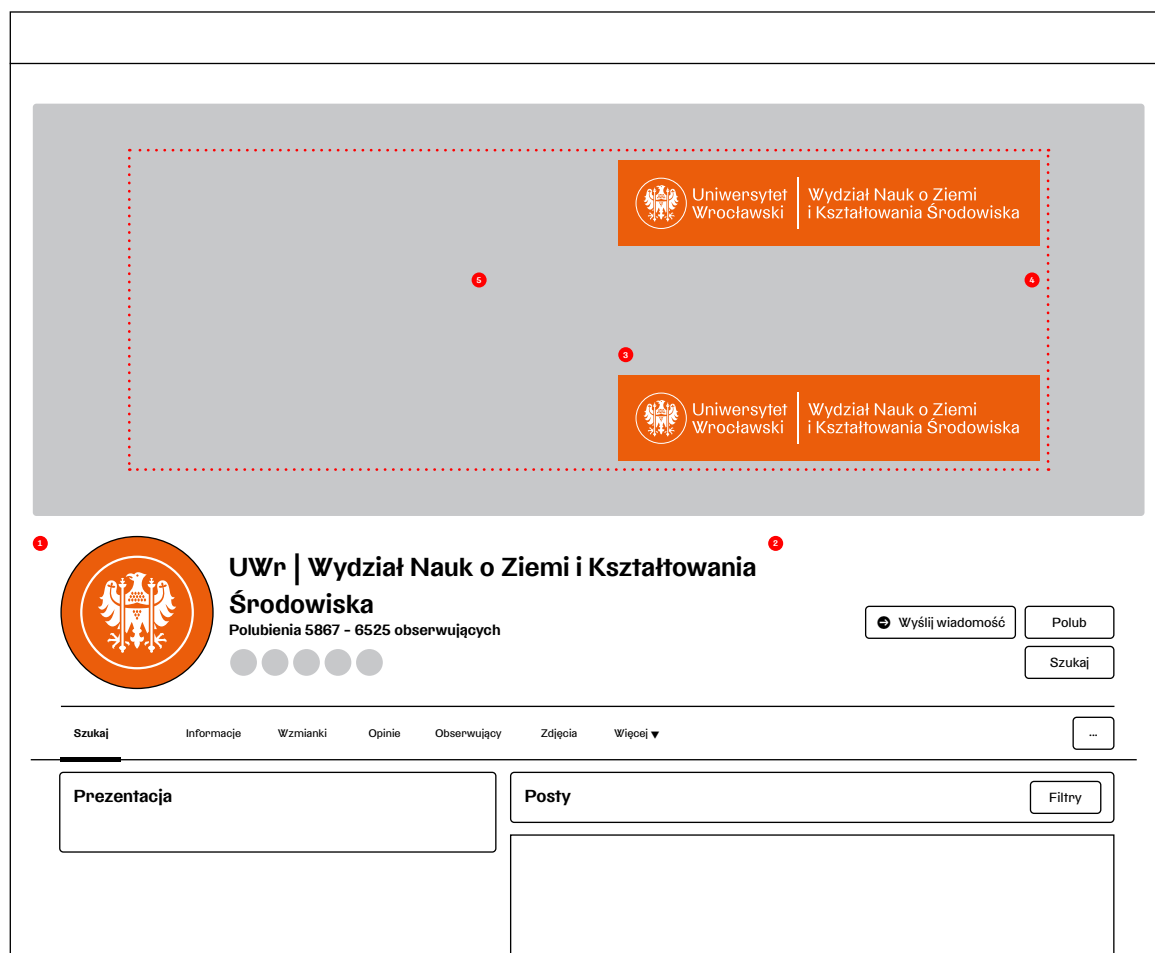 Uniwersytet
Wrocławski
Wydział Nauk o Ziemi
i Kształtowania Środowiska
5
4
3
Uniwersytet
Wrocławski
Wydział Nauk o Ziemi
i Kształtowania Środowiska
1
2
UWr | Wydział Nauk o Ziemi i Kształtowania
Środowiska
Polubienia 5867 - 6525 obserwujących
Wyślij wiadomość
Polub
Szukaj
Szukaj Informacje Wzmianki Opinie Obserwujący Zdjęcia Więcej ▼ ...
Prezentacja
Posty
Filtry